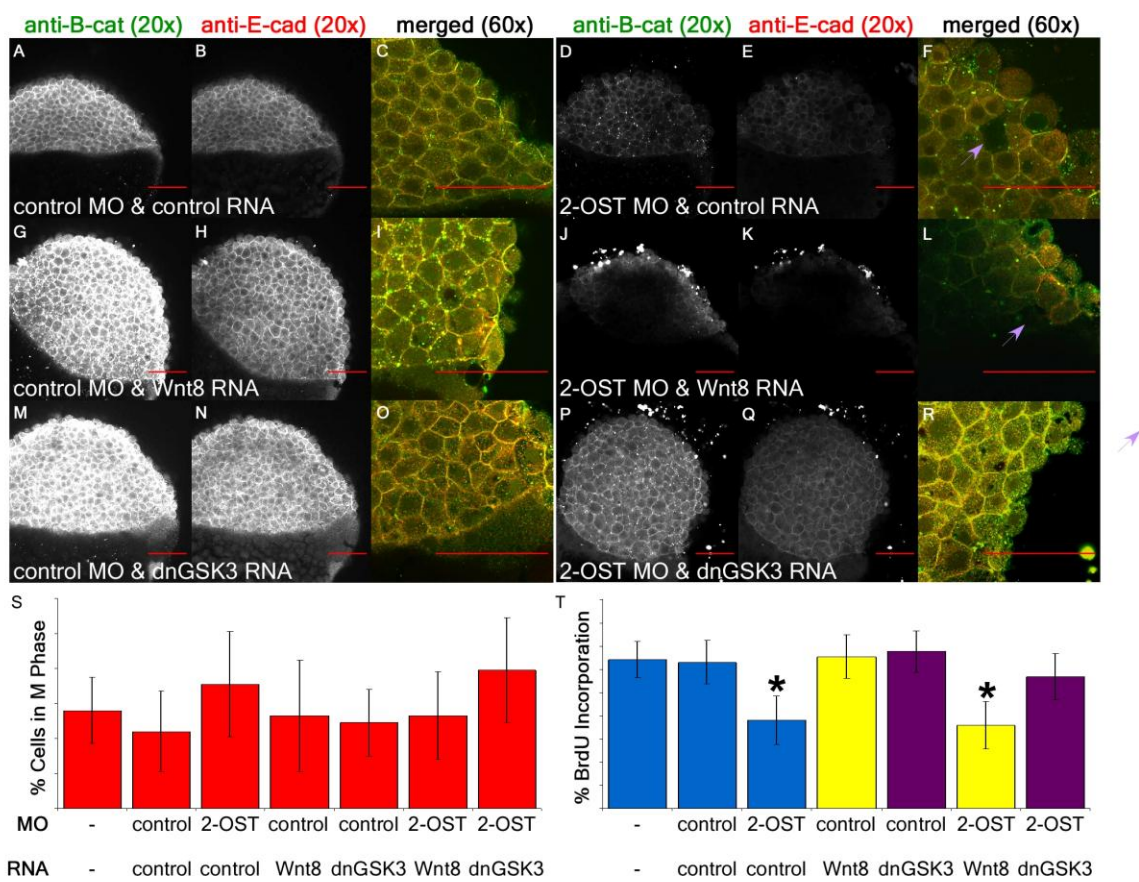 anti-B-cat (20x) anti-E-cad (20x) merged (60x) anti-B-cat (20x) anti-E-cad (20x) merged (60x)
A B C D E F
control MO & control RNA 2-OST MO & control RNA
G H I J K L
control MO & Wnt8 RNA 2-OST MO & Wnt8 RNA
M N O P Q R
control MO & dnGSK3 RNA 2-OST MO & dnGSK3 RNA
S T
% Cells in M Phase
% BrdU Incorporation
* *
MO - control 2-OST control control 2-OST 2-OST - control 2-OST control control 2-OST 2-OST
RNA - control control Wnt8 dnGSK3 Wnt8 dnGSK3 - control control Wnt8 dnGSK3 Wnt8 dnGSK3